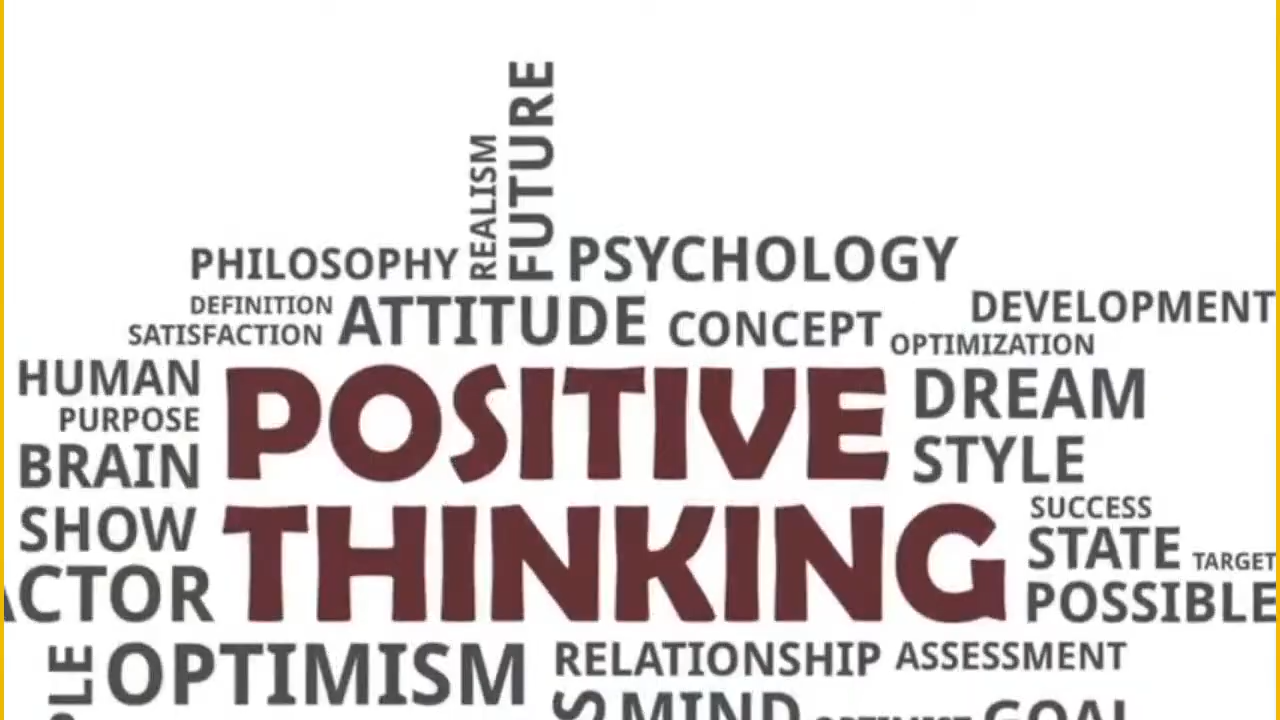 FUTURE
REALISM
PHILOSOPHY
PSYCHOLOGY
DEFINITION
ATTITUDE
CONCEPT
DEVELOPMENT
SATISFACTION
OPTIMIZATION
HUMAN
POSITIVE
DREAM
PURPOSE
BRAIN
STYLE
SUCCESS
SHOW
THINKING
STATE
TARGET
ACTOR
POSSIBLE
OPTIMISM
RELATIONSHIP
ASSESSMENT
MIND
GOAL